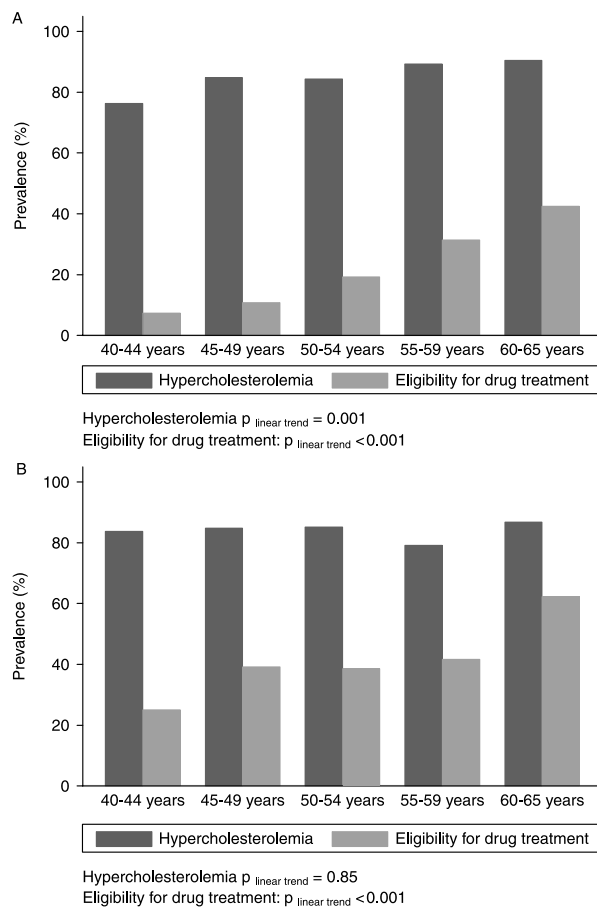 A
100
80
60
40
20
0
Prevalence (%)
40-44 years 45-49 years 50-54 years 55-59 years 60-65 years
Hypercholesterolemia Eligibility for drug treatment
Hypercholesterolemia p linear trend = 0.001
Eligibility for drug treatment: p linear trend <0.001
B
100
80
60
40
20
0
Prevalence (%)
40-44 years 45-49 years 50-54 years 55-59 years 60-65 years
Hypercholesterolemia Eligibility for drug treatment
Hypercholesterolemia p linear trend = 0.85
Eligibility for drug treatment: p linear trend <0.001